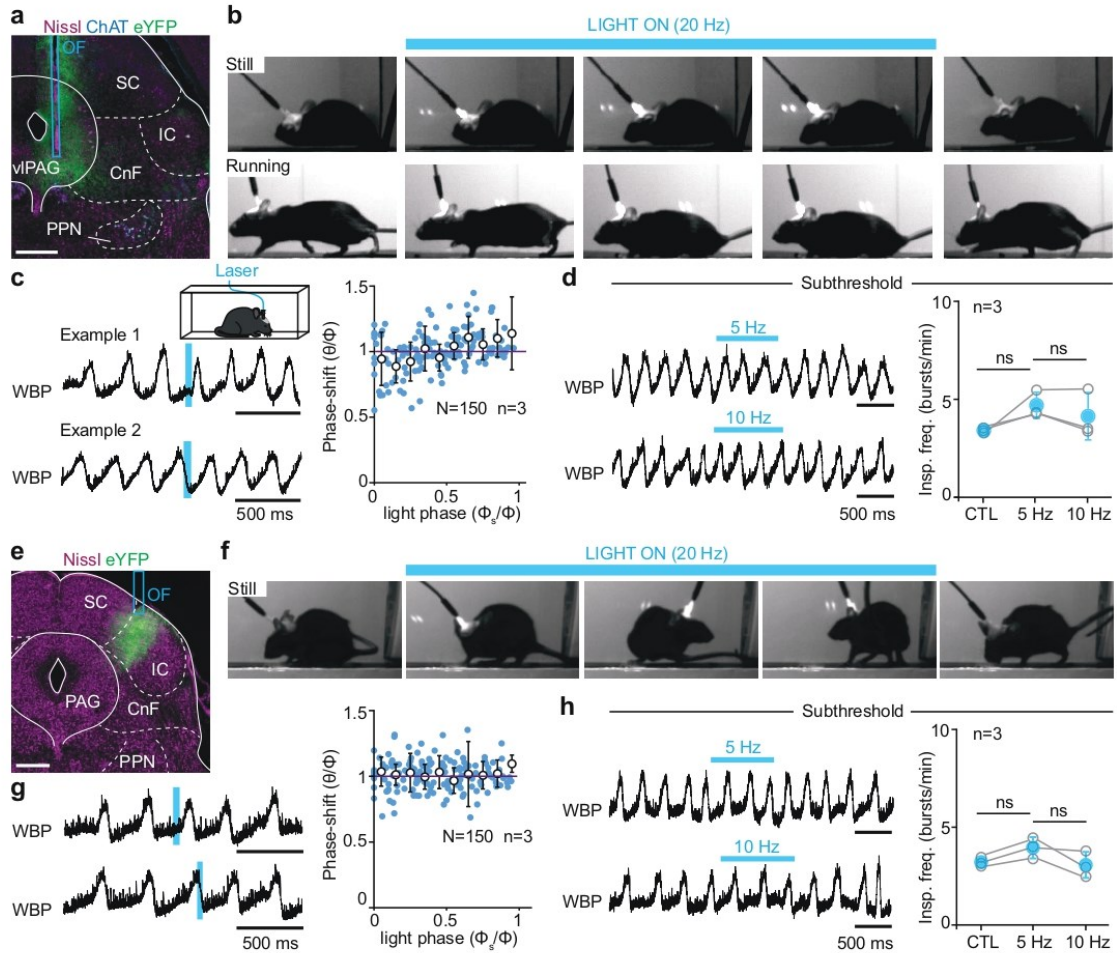 a
Nissl ChAT eYFP
OF
SC
IC
vlPAG
CnF
PPN
b
LIGHT ON (20 Hz)
Still
Running
c
Laser
Example 1
WBP
Example 2
WBP
500 ms
Phase-shift (θ/Φ)
1.5
1
0.5
0
N=150 n=3
0 0.5 1
light phase (Φs/Φ)
d
Subthreshold
5 Hz
WBP
10 Hz
WBP
500 ms
Insp. freq. (bursts/min)
10
5
0
n=3
ns ns
CTL 5 Hz 10 Hz
e
Nissl eYFP
OF
SC
IC
PAG
CnF
PPN
f
LIGHT ON (20 Hz)
Still
g
WBP
WBP
500 ms
Phase-shift (θ/Φ)
1.5
1
0.5
0
N=150 n=3
0 0.5 1
light phase (Φs/Φ)
h
Subthreshold
5 Hz
WBP
10 Hz
WBP
500 ms
Insp. freq. (bursts/min)
10
5
0
n=3
ns ns
CTL 5 Hz 10 Hz